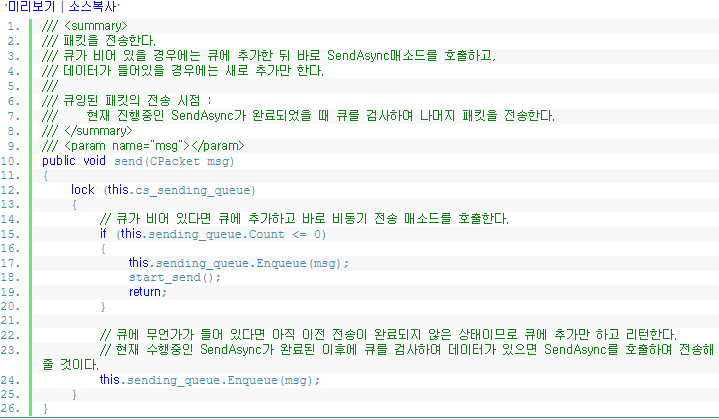 미리보기 | 소스복사·
1. /// <summary>
2. /// 패킷을 전송한다.
3. /// 큐가 비어 있을 경우에는 큐에 추가한 뒤 바로 SendAsync매소드를 호출하고,
4. /// 데이터가 들어있을 경우에는 새로 추가만 한다.
5. ///
6. /// 큐잉된 패킷의 전송 시점 :
7. ///     현재 진행중인 SendAsync가 완료되었을 때 큐를 검사하여 나머지 패킷을 전송한다.
8. /// </summary>
9. /// <param name="msg"></param>
10. public void send(CPacket msg)
11. {
12.     lock (this.cs_sending_queue)
13.     {
14.         // 큐가 비어 있다면 큐에 추가하고 바로 비동기 전송 매소드를 호출한다.
15.         if (this.sending_queue.Count <= 0)
16.         {
17.             this.sending_queue.Enqueue(msg);
18.             start_send();
19.             return;
20.         }
21.
22.         // 큐에 무언가가 들어 있다면 아직 이전 전송이 완료되지 않은 상태이므로 큐에 추가만 하고 리턴한다.
23.         // 현재 수행중인 SendAsync가 완료된 이후에 큐를 검사하여 데이터가 있으면 SendAsync를 호출하여 전송해
줄 것이다.
24.         this.sending_queue.Enqueue(msg);
25.     }
26. }